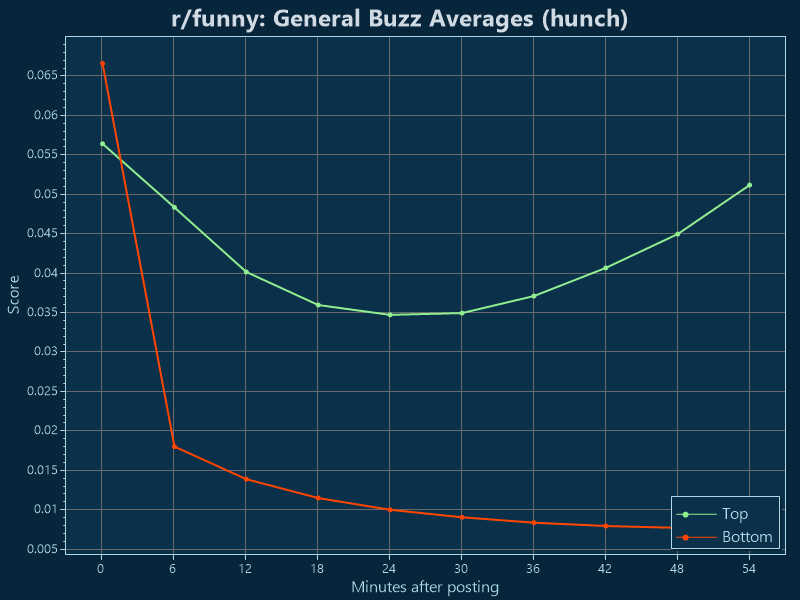 r/funny: General Buzz Averages (hunch)
0.065
0.06
0.055
0.05
0.045
0.04
0.035
0.03
0.025
0.02
0.015
0.01
0.005
Score
0 6 12 18 24 30 36 42 48 54
Minutes after posting
Top
Bottom